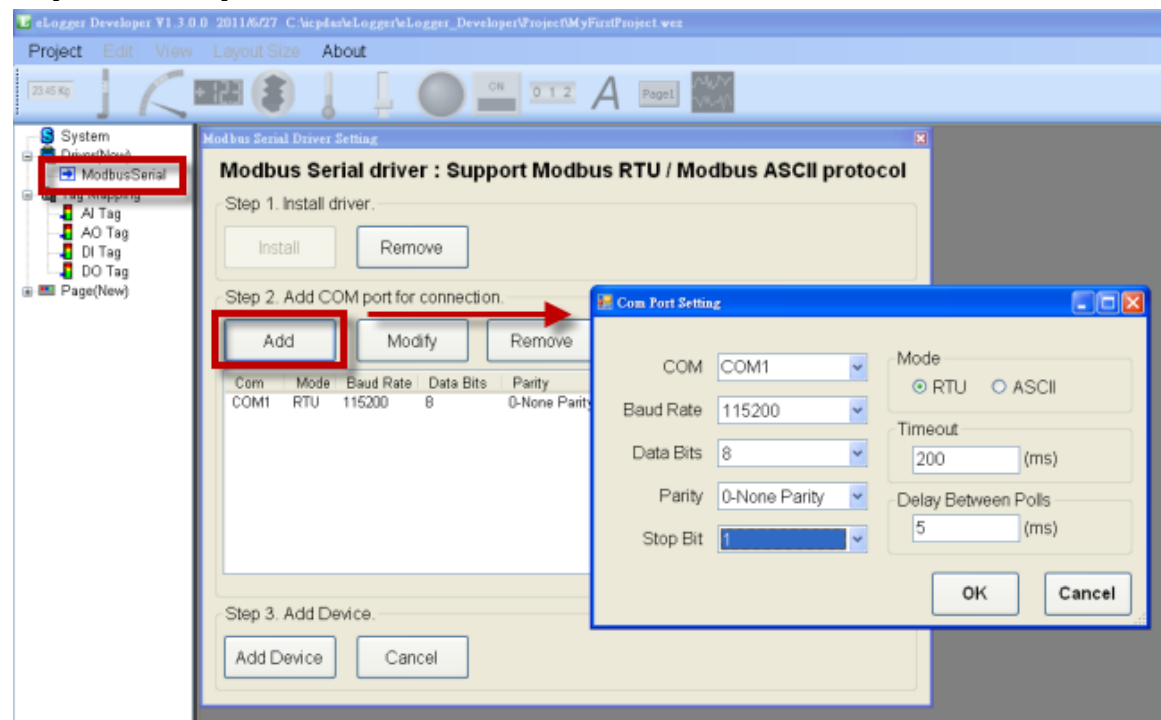 eLogger Developer V1.3.0.0 2011/6/27 C:\icpdas\eLogger\eLogger_Developer\Project\MyFirstProject.wez
Project Edit View Layout Size About
23.45 Kg
ON
0 1 2
A
Page1
System
Driver(New)
ModbusSerial
Tag Mapping
AI Tag
AO Tag
DI Tag
DO Tag
Page(New)
Modbus Serial Driver Setting
Modbus Serial driver : Support Modbus RTU / Modbus ASCII protocol
Step 1. Install driver.
Install Remove
Step 2. Add COM port for connection.
Add Modify Remove
Com Mode Baud Rate Data Bits Parity
COM1 RTU 115200 8 0-None Parity
Step 3. Add Device.
Add Device Cancel
Com Port Setting
COM COM1
Baud Rate 115200
Data Bits 8
Parity 0-None Parity
Stop Bit 1
Mode
RTU ASCII
Timeout
200 (ms)
Delay Between Polls
5 (ms)
OK Cancel